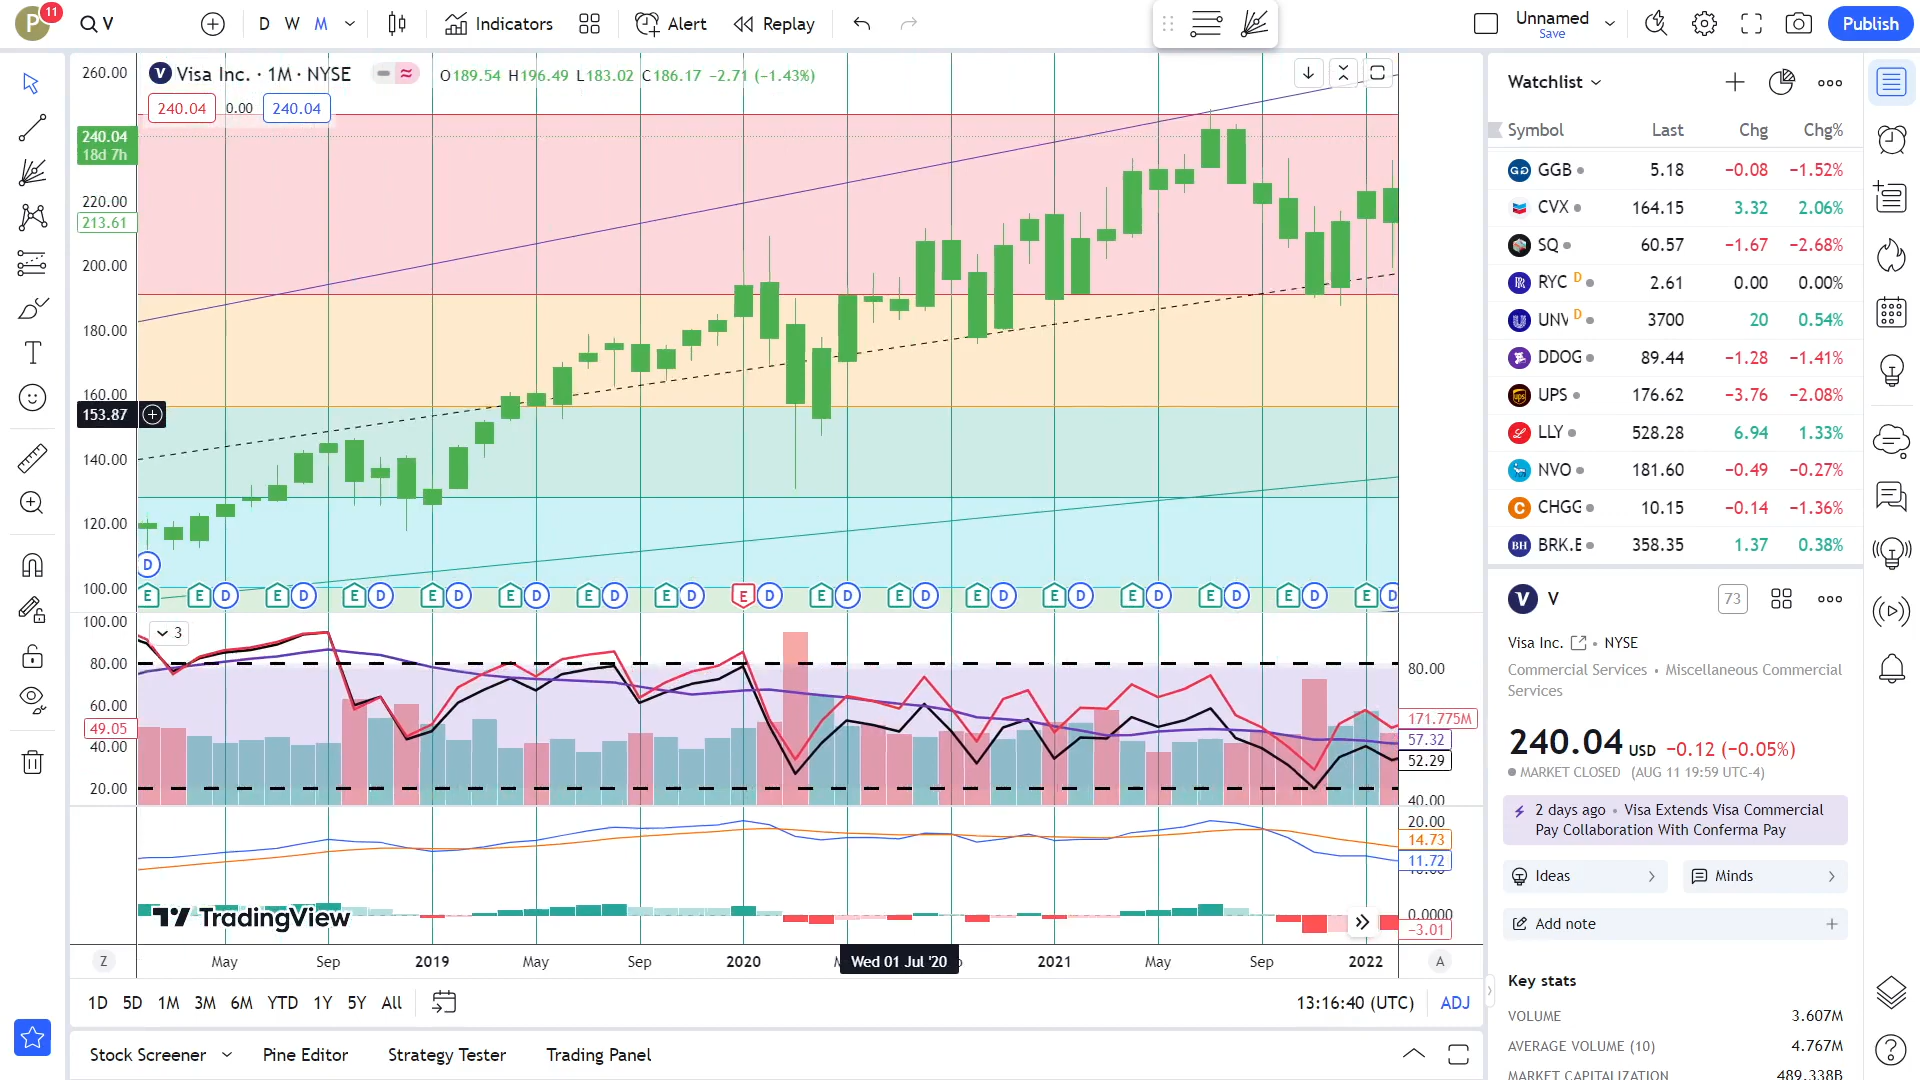 P 11 V D W M Indicators Alert Replay Unnamed Save Publish
Visa Inc. · 1M · NYSE O189.54 H196.49 L183.02 C186.17 −2.71 (−1.43%)
240.04 0.00 240.04
260.00
240.04
18d 7h
220.00
213.61
200.00
180.00
160.00
153.87
140.00
120.00
100.00
D
E E D E D E D E D E D E D E D E D E D E D E D E D E D E D E D E D
3
100.00
80.00
60.00
49.05
40.00
20.00
80.00
171.775M
57.32
52.29
40.00
20.00
14.73
11.72
0.0000
−3.01
TradingView
Z May Sep 2019 May Sep 2020 Wed 01 Jul '20 2021 May Sep 2022 A
1D 5D 1M 3M 6M YTD 1Y 5Y All 13:16:40 (UTC) ADJ
Stock Screener Pine Editor Strategy Tester Trading Panel
Watchlist
Symbol Last Chg Chg%
GGB 5.18 −0.08 −1.52%
CVX 164.15 3.32 2.06%
SQ 60.57 −1.67 −2.68%
RYC D 2.61 0.00 0.00%
UNV D 3700 20 0.54%
DDOG 89.44 −1.28 −1.41%
UPS 176.62 −3.76 −2.08%
LLY 528.28 6.94 1.33%
NVO 181.60 −0.49 −0.27%
CHGG 10.15 −0.14 −1.36%
BRK.E 358.35 1.37 0.38%
V V 73
Visa Inc. • NYSE
Commercial Services • Miscellaneous Commercial
Services
240.04 USD −0.12 (−0.05%)
MARKET CLOSED (AUG 11 19:59 UTC-4)
2 days ago • Visa Extends Visa Commercial
Pay Collaboration With Conferma Pay
Ideas Minds
Add note
Key stats
VOLUME 3.607M
AVERAGE VOLUME (10) 4.767M
MARKET CAPITALIZATION 489.338B